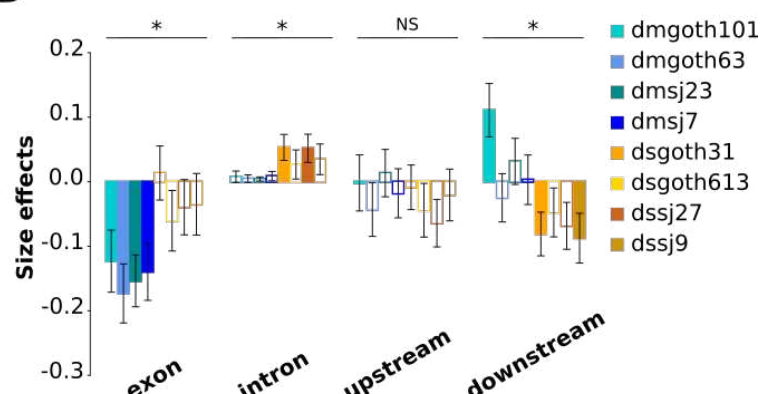 * * NS *
0.2
0.1
0.0
-0.1
-0.2
-0.3
Size effects
exon intron upstream downstream
dmgoth101
dmgoth63
dmsj23
dmsj7
dsgoth31
dsgoth613
dssj27
dssj9